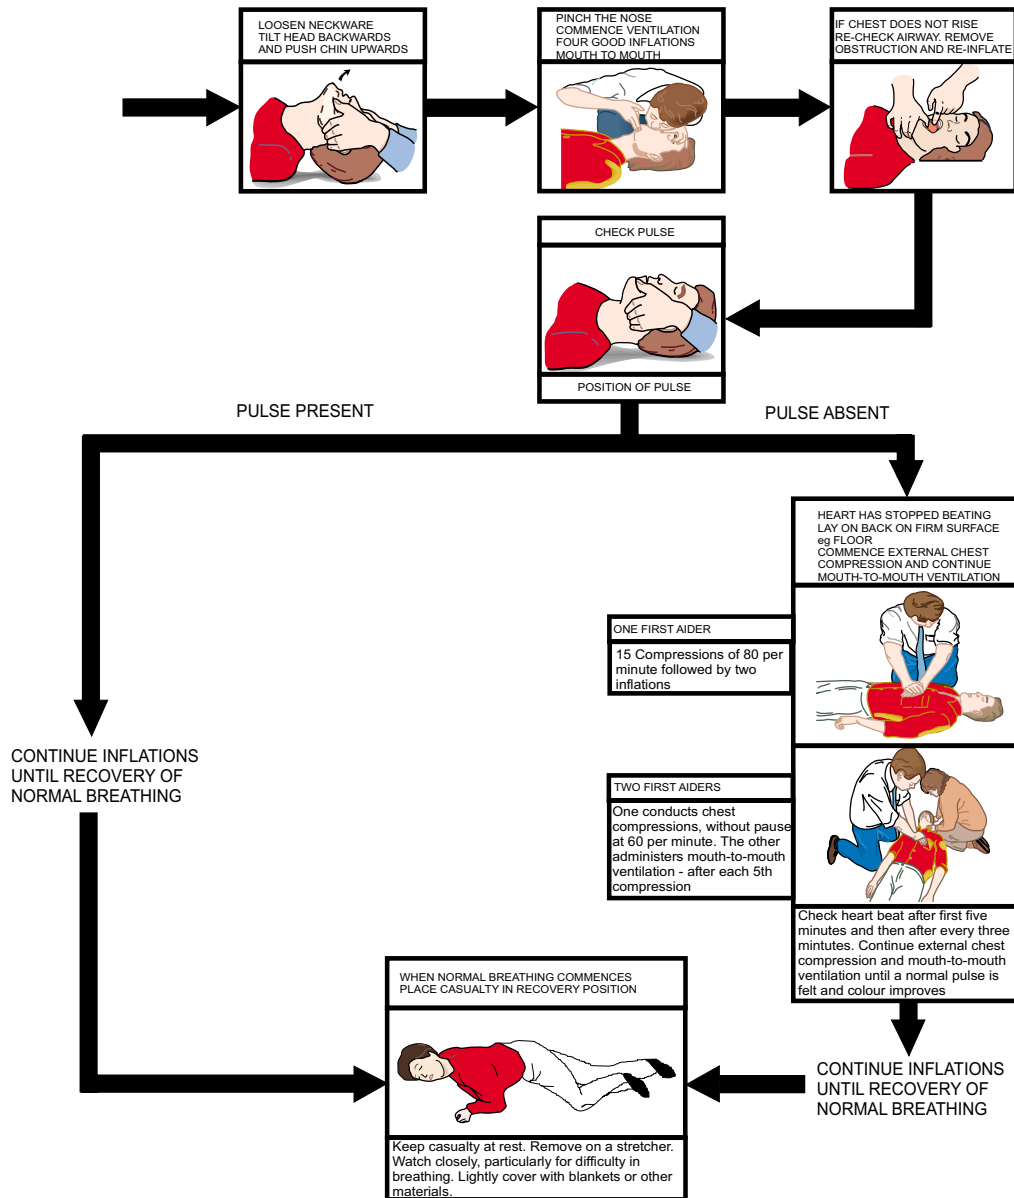 LOOSEN NECKWARE
TILT HEAD BACKWARDS
AND PUSH CHIN UPWARDS
PINCH THE NOSE
COMMENCE VENTILATION
FOUR GOOD INFLATIONS
MOUTH TO MOUTH
IF CHEST DOES NOT RISE
RE-CHECK AIRWAY. REMOVE
OBSTRUCTION AND RE-INFLATE
CHECK PULSE
POSITION OF PULSE
PULSE PRESENT
PULSE ABSENT
HEART HAS STOPPED BEATING
LAY ON BACK ON FIRM SURFACE
eg FLOOR
COMMENCE EXTERNAL CHEST
COMPRESSION AND CONTINUE
MOUTH-TO-MOUTH VENTILATION
ONE FIRST AIDER
15 Compressions of 80 per
minute followed by two
inflations
CONTINUE INFLATIONS
UNTIL RECOVERY OF
NORMAL BREATHING
TWO FIRST AIDERS
One conducts chest
compressions, without pause
at 60 per minute. The other
administers mouth-to-mouth
ventilation - after each 5th
compression
Check heart beat after first five
minutes and then after every three
mintutes. Continue external chest
compression and mouth-to-mouth
ventilation until a normal pulse is
felt and colour improves
WHEN NORMAL BREATHING COMMENCES
PLACE CASUALTY IN RECOVERY POSITION
CONTINUE INFLATIONS
UNTIL RECOVERY OF
NORMAL BREATHING
Keep casualty at rest. Remove on a stretcher.
Watch closely, particularly for difficulty in
breathing. Lightly cover with blankets or other
materials.